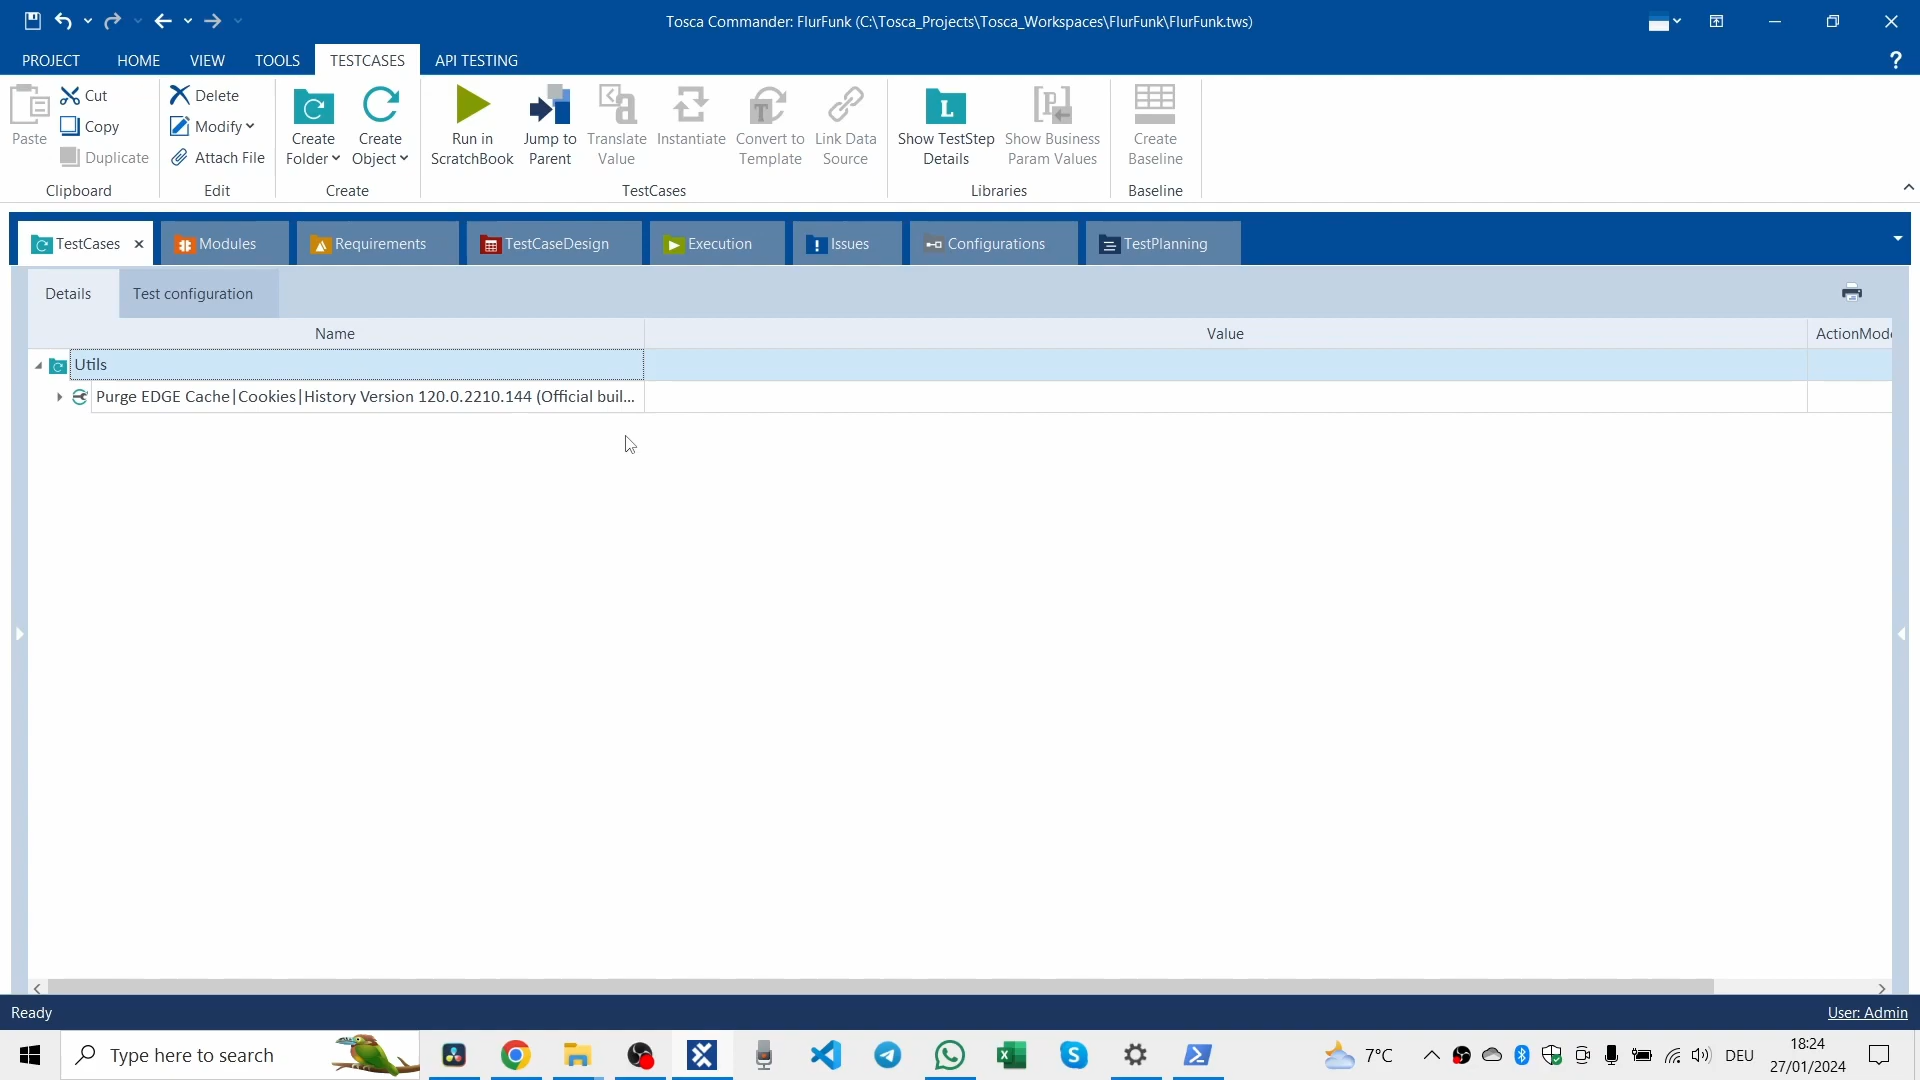 Tosca Commander: FlurFunk (C:\Tosca_Projects\Tosca_Workspaces\FlurFunk\FlurFunk.tws)
PROJECT HOME VIEW TOOLS TESTCASES API TESTING ?
Paste
Cut
Copy
Duplicate
Clipboard
Delete
Modify
Attach File
Edit
Create Folder
Create Object
Create
Run in ScratchBook
Jump to Parent
Translate Value
Instantiate
Convert to Template
Link Data Source
TestCases
Show TestStep Details
Show Business Param Values
Libraries
Create Baseline
Baseline
TestCases Modules Requirements TestCaseDesign Execution Issues Configurations TestPlanning
Details Test configuration
Name Value ActionMode
Utils
Purge EDGE Cache|Cookies|History Version 120.0.2210.144 (Official buil...
Ready User: Admin
Type here to search 7°C DEU 18:24
27/01/2024